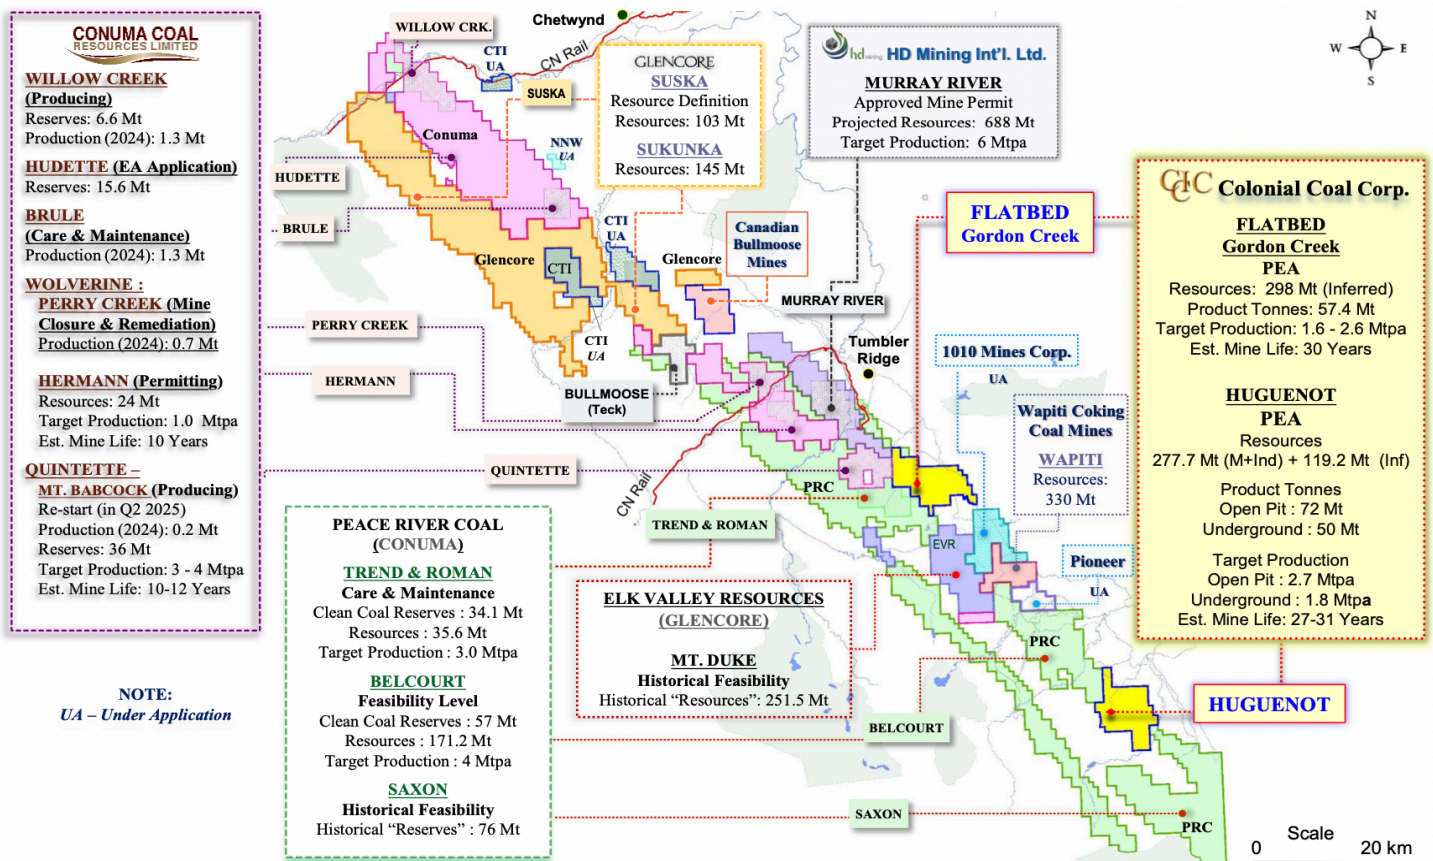 CONUMA COAL
RESOURCES LIMITED
WILLOW CREEK
(Producing)
Reserves: 6.6 Mt
Production (2024): 1.3 Mt
HUDETTE (EA Application)
Reserves: 15.6 Mt
BRULE
(Care & Maintenance)
Production (2024): 1.3 Mt
WOLVERINE :
PERRY CREEK (Mine
Closure & Remediation)
Production (2024): 0.7 Mt
HERMANN (Permitting)
Resources: 24 Mt
Target Production: 1.0 Mtpa
Est. Mine Life: 10 Years
QUINTETTE –
MT. BABCOCK (Producing)
Re-start (in Q2 2025)
Production (2024): 0.2 Mt
Reserves: 36 Mt
Target Production: 3 - 4 Mtpa
Est. Mine Life: 10-12 Years
NOTE:
UA – Under Application
WILLOW CRK.
Chetwynd
CN Rail
CTI
UA
SUSKA
Conuma
NNW
UA
HUDETTE
BRULE
Glencore
CTI
CTI
UA
CTI
UA
Glencore
PERRY CREEK
HERMANN
BULLMOOSE
(Teck)
QUINTETTE
CN Rail
GLENCORE
SUSKA
Resource Definition
Resources: 103 Mt
SUKUNKA
Resources: 145 Mt
Canadian
Bullmoose
Mines
hd mining
HD Mining Int'l. Ltd.
MURRAY RIVER
Approved Mine Permit
Projected Resources: 688 Mt
Target Production: 6 Mtpa
MURRAY RIVER
Tumbler
Ridge
N
W
E
S
FLATBED
Gordon Creek
1010 Mines Corp.
UA
Wapiti Coking
Coal Mines
WAPITI
Resources:
330 Mt
PRC
TREND & ROMAN
EVR
Pioneer
UA
PRC
PEACE RIVER COAL
(CONUMA)
TREND & ROMAN
Care & Maintenance
Clean Coal Reserves : 34.1 Mt
Resources : 35.6 Mt
Target Production : 3.0 Mtpa
BELCOURT
Feasibility Level
Clean Coal Reserves : 57 Mt
Resources : 171.2 Mt
Target Production : 4 Mtpa
SAXON
Historical Feasibility
Historical “Reserves” : 76 Mt
ELK VALLEY RESOURCES
(GLENCORE)
MT. DUKE
Historical Feasibility
Historical “Resources”: 251.5 Mt
BELCOURT
SAXON
PRC
CIC
Colonial Coal Corp.
FLATBED
Gordon Creek
PEA
Resources: 298 Mt (Inferred)
Product Tonnes: 57.4 Mt
Target Production: 1.6 - 2.6 Mtpa
Est. Mine Life: 30 Years
HUGUENOT
PEA
Resources
277.7 Mt (M+Ind) + 119.2 Mt (Inf)
Product Tonnes
Open Pit : 72 Mt
Underground : 50 Mt
Target Production
Open Pit : 2.7 Mtpa
Underground : 1.8 Mtpa
Est. Mine Life: 27-31 Years
HUGUENOT
Scale
0 20 km